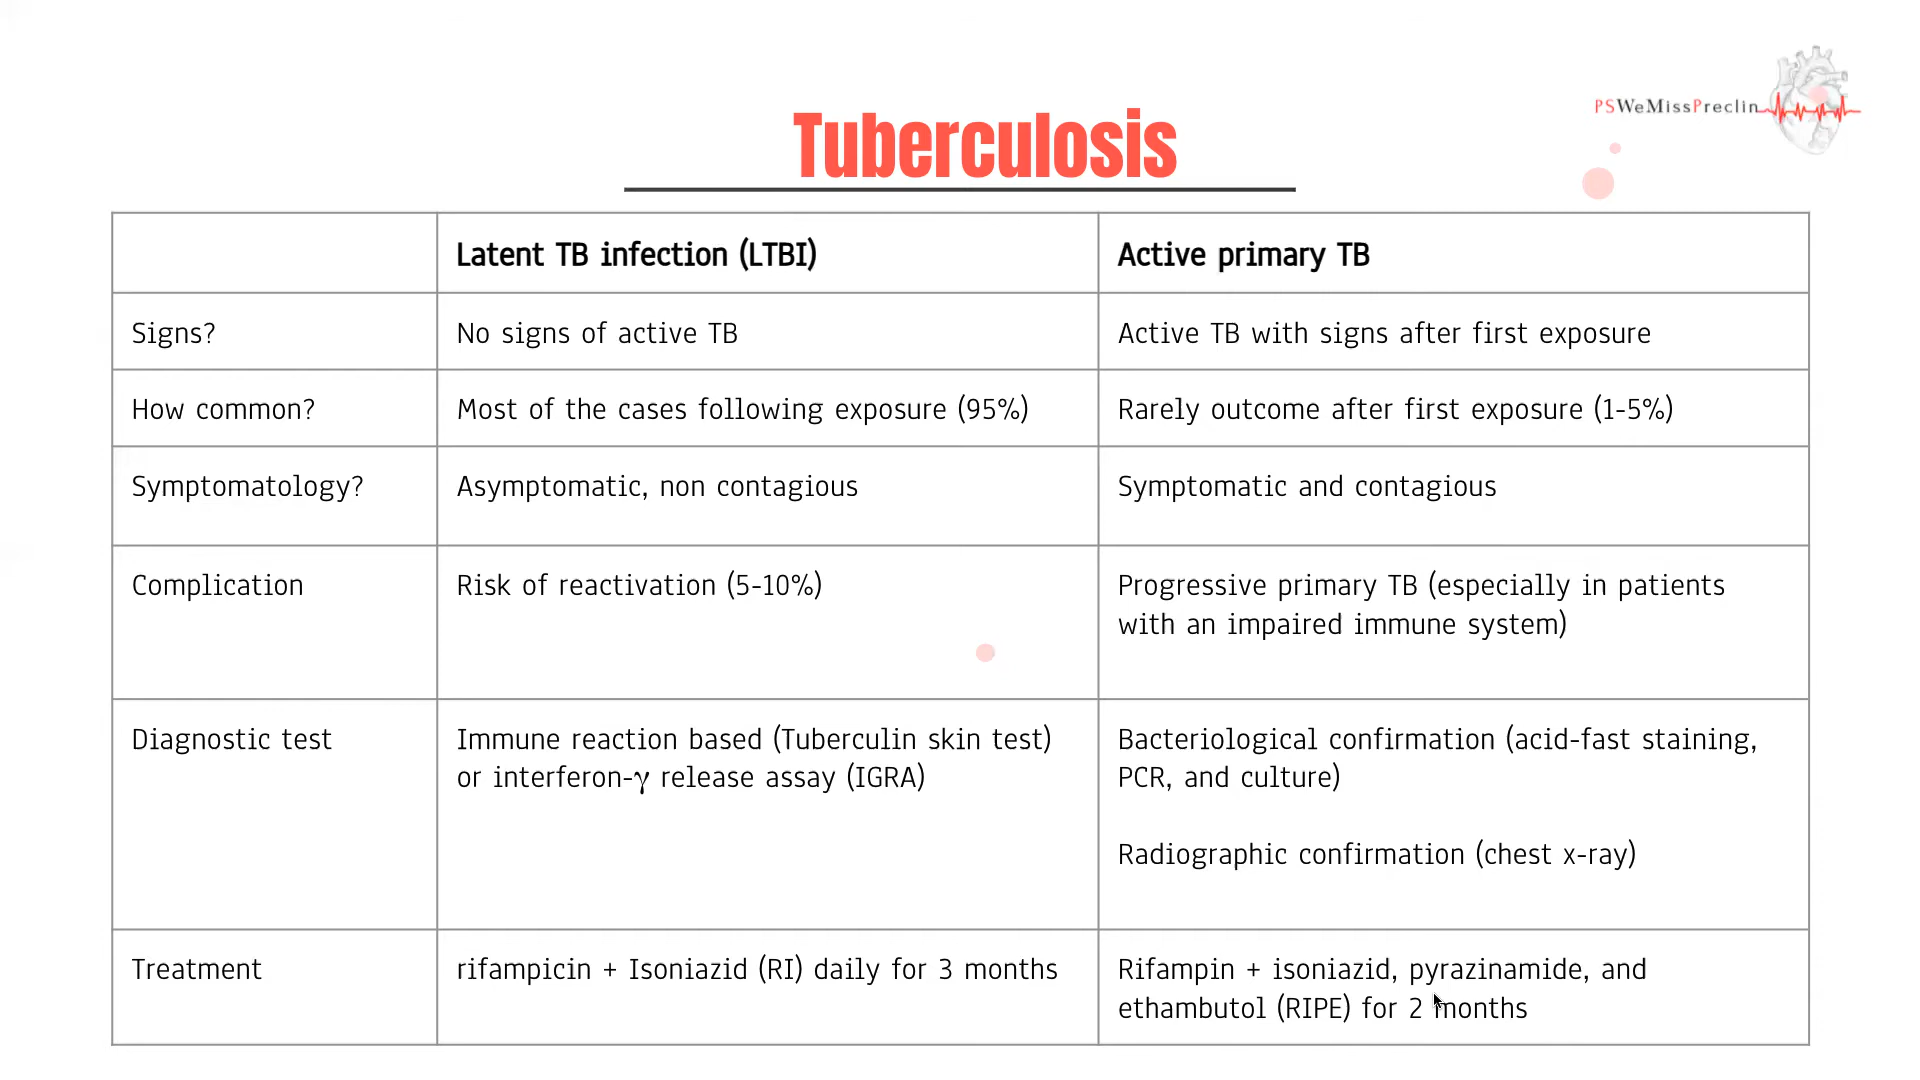 PSWeMissPreclin
Tuberculosis
Latent TB infection (LTBI)
Active primary TB
Signs?
No signs of active TB
Active TB with signs after first exposure
How common?
Most of the cases following exposure (95%)
Rarely outcome after first exposure (1-5%)
Symptomatology?
Asymptomatic, non contagious
Symptomatic and contagious
Complication
Risk of reactivation (5-10%)
Progressive primary TB (especially in patients
with an impaired immune system)
Diagnostic test
Immune reaction based (Tuberculin skin test)
or interferon-γ release assay (IGRA)
Bacteriological confirmation (acid-fast staining,
PCR, and culture)
Radiographic confirmation (chest x-ray)
Treatment
rifampicin + Isoniazid (RI) daily for 3 months
Rifampin + isoniazid, pyrazinamide, and
ethambutol (RIPE) for 2 months